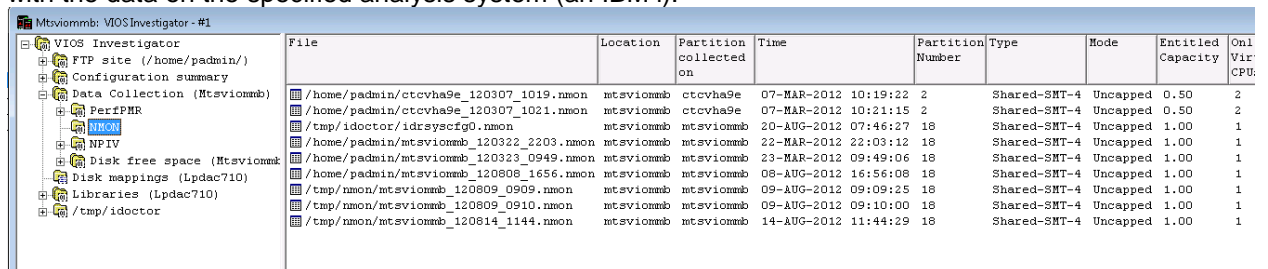 with the data on the specified analysis system (an IBM i).
Mtsviommb: VIOS Investigator - #1
VIOS Investigator
FTP site (/home/padmin/)
Configuration summary
Data Collection (Mtsviommb)
PerfPMR
NMON
NPIV
Disk free space (Mtsviommb
Disk mappings (Lpdac710)
Libraries (Lpdac710)
/tmp/idoctor
File Location Partition collected on Time Partition Number Type Mode Entitled Capacity Onl Vir CPU:
/home/padmin/ctcvha9e_120307_1019.nmon mtsviommb ctcvha9e 07-MAR-2012 10:19:22 2 Shared-SMT-4 Uncapped 0.50 2
/home/padmin/ctcvha9e_120307_1021.nmon mtsviommb ctcvha9e 07-MAR-2012 10:21:15 2 Shared-SMT-4 Uncapped 0.50 2
/tmp/idoctor/idrsyscfg0.nmon mtsviommb mtsviommb 20-AUG-2012 07:46:27 18 Shared-SMT-4 Uncapped 1.00 1
/home/padmin/mtsviommb_120322_2203.nmon mtsviommb mtsviommb 22-MAR-2012 22:03:12 18 Shared-SMT-4 Uncapped 1.00 1
/home/padmin/mtsviommb_120323_0949.nmon mtsviommb mtsviommb 23-MAR-2012 09:49:06 18 Shared-SMT-4 Uncapped 1.00 1
/home/padmin/mtsviommb_120808_1656.nmon mtsviommb mtsviommb 08-AUG-2012 16:56:08 18 Shared-SMT-4 Uncapped 1.00 1
/tmp/nmon/mtsviommb_120809_0909.nmon mtsviommb mtsviommb 09-AUG-2012 09:09:25 18 Shared-SMT-4 Uncapped 1.00 1
/tmp/nmon/mtsviommb_120809_0910.nmon mtsviommb mtsviommb 09-AUG-2012 09:10:00 18 Shared-SMT-4 Uncapped 1.00 1
/tmp/nmon/mtsviommb_120814_1144.nmon mtsviommb mtsviommb 14-AUG-2012 11:44:29 18 Shared-SMT-4 Uncapped 1.00 1